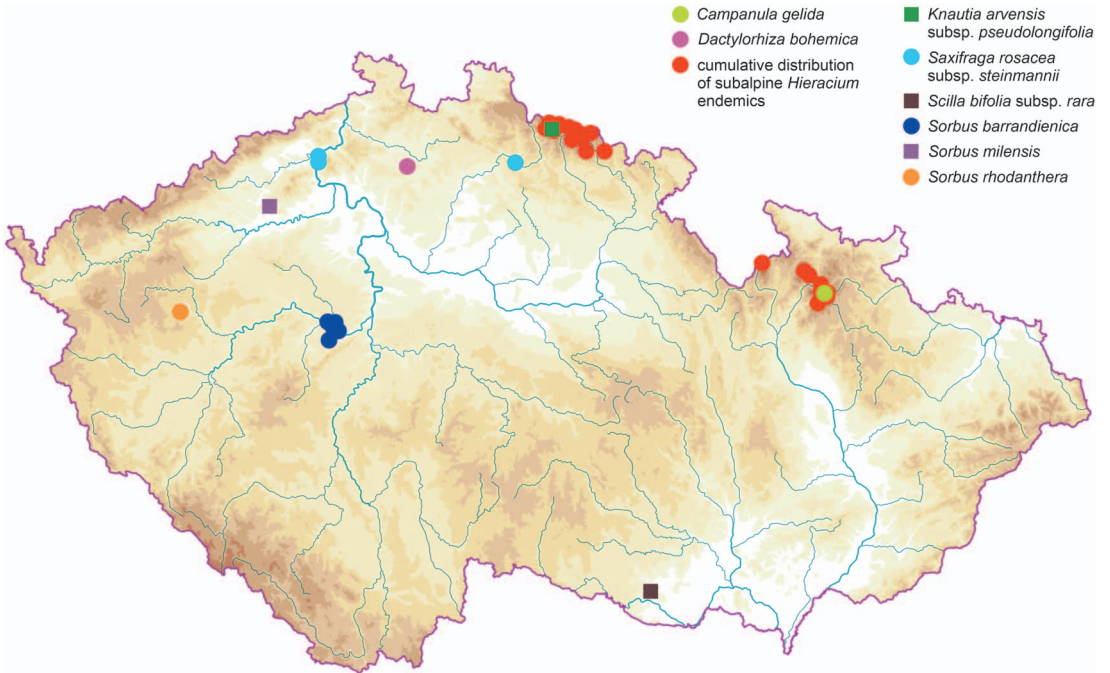 Campanula gelida
Dactylorhiza bohemica
cumulative distribution
of subalpine Hieracium
endemics
Knautia arvensis
subsp. pseudolongifolia
Saxifraga rosacea
subsp. steinmannii
Scilla bifolia subsp. rara
Sorbus barrandienica
Sorbus milensis
Sorbus rhodanthera